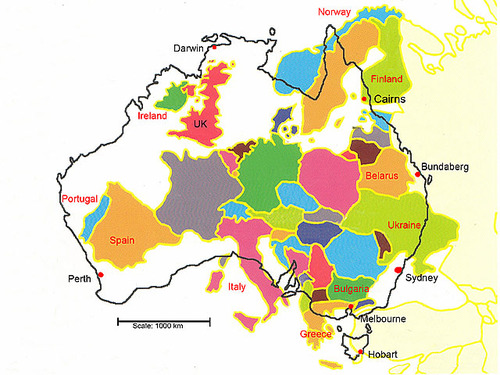 Norway
Darwin
Finland
Cairns
Ireland
UK
Bundaberg
Belarus
Portugal
Ukraine
Spain
Perth
Sydney
Italy
Bulgaria
Scale: 1000 km
Melbourne
Greece
Hobart